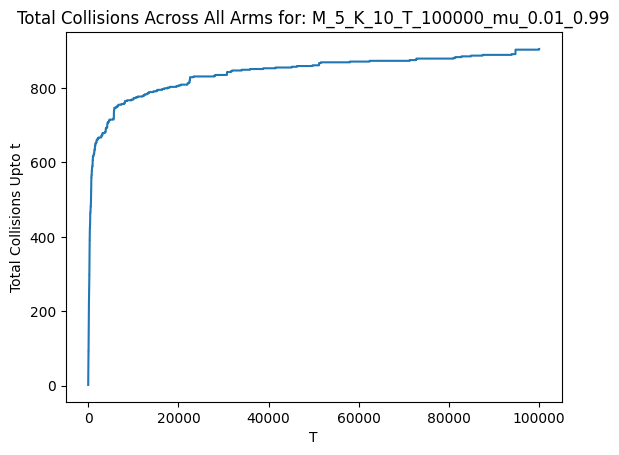 Total Collisions Across All Arms for: M_5_K_10_T_100000_mu_0.01_0.99
Total Collisions Upto t
800
600
400
200
0
0 20000 40000 60000 80000 100000
T